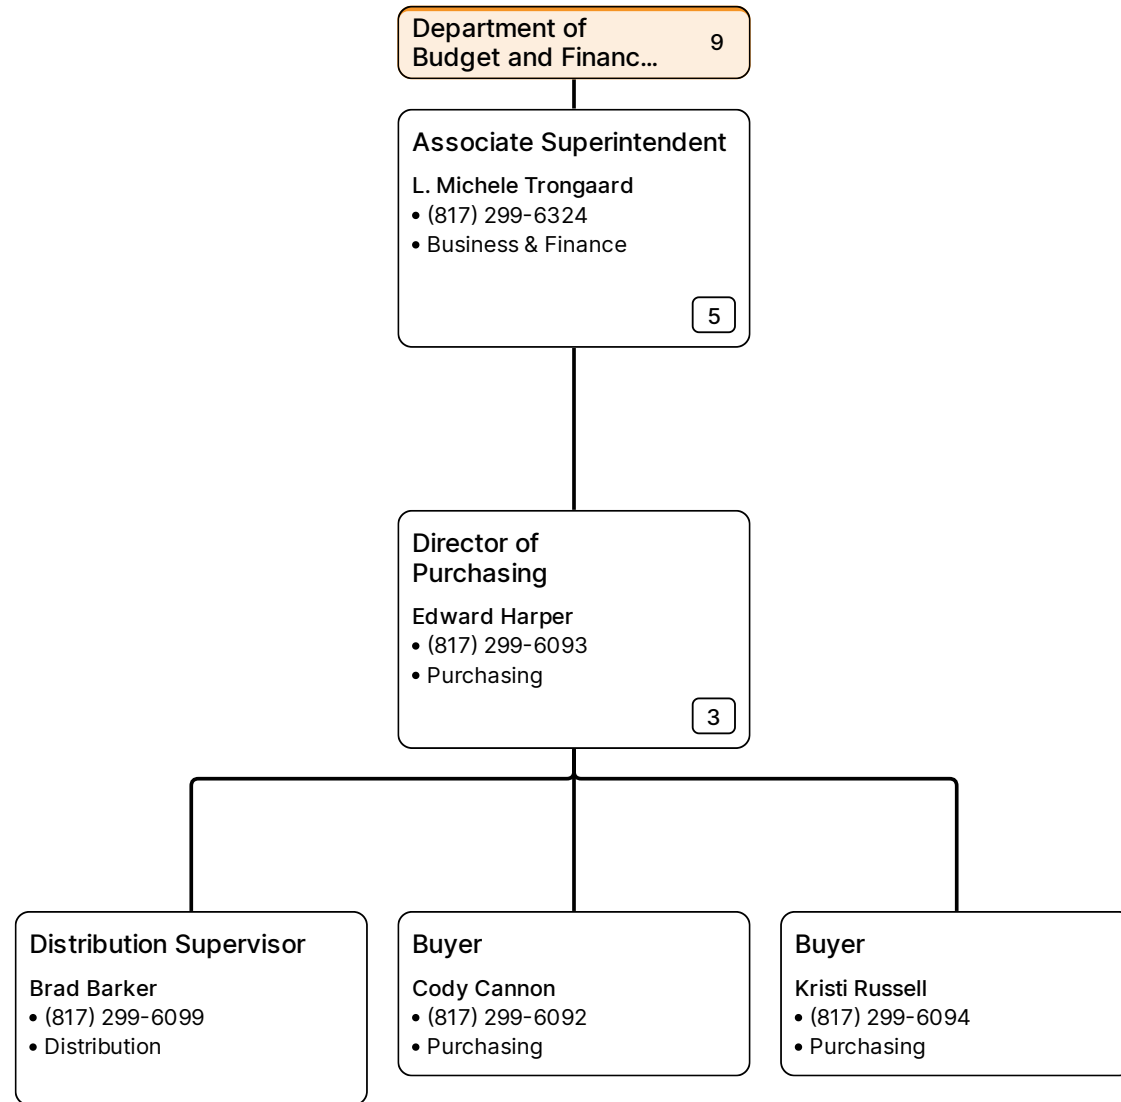 Department of
Budget and Financ...
9
Associate Superintendent
L. Michele Trongaard
• (817) 299-6324
• Business & Finance
5
Director of
Purchasing
Edward Harper
• (817) 299-6093
• Purchasing
3
Distribution Supervisor
Brad Barker
• (817) 299-6099
• Distribution
Buyer
Cody Cannon
• (817) 299-6092
• Purchasing
Buyer
Kristi Russell
• (817) 299-6094
• Purchasing